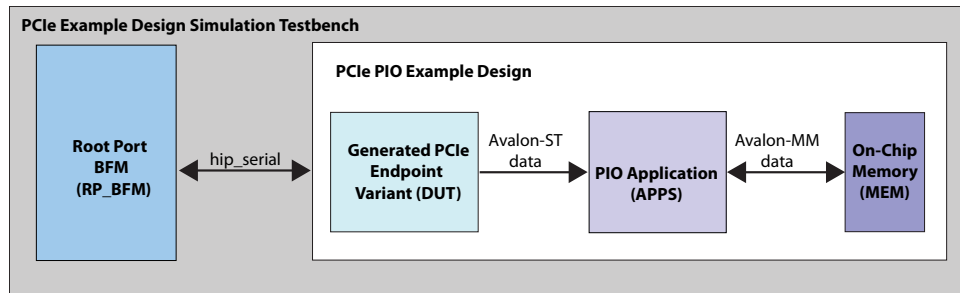 PCIe Example Design Simulation Testbench
Root Port
BFM
(RP_BFM)
hip_serial
PCIe PIO Example Design
Generated PCIe
Endpoint
Variant (DUT)
Avalon-ST
data
PIO Application
(APPS)
Avalon-MM
data
On-Chip
Memory
(MEM)